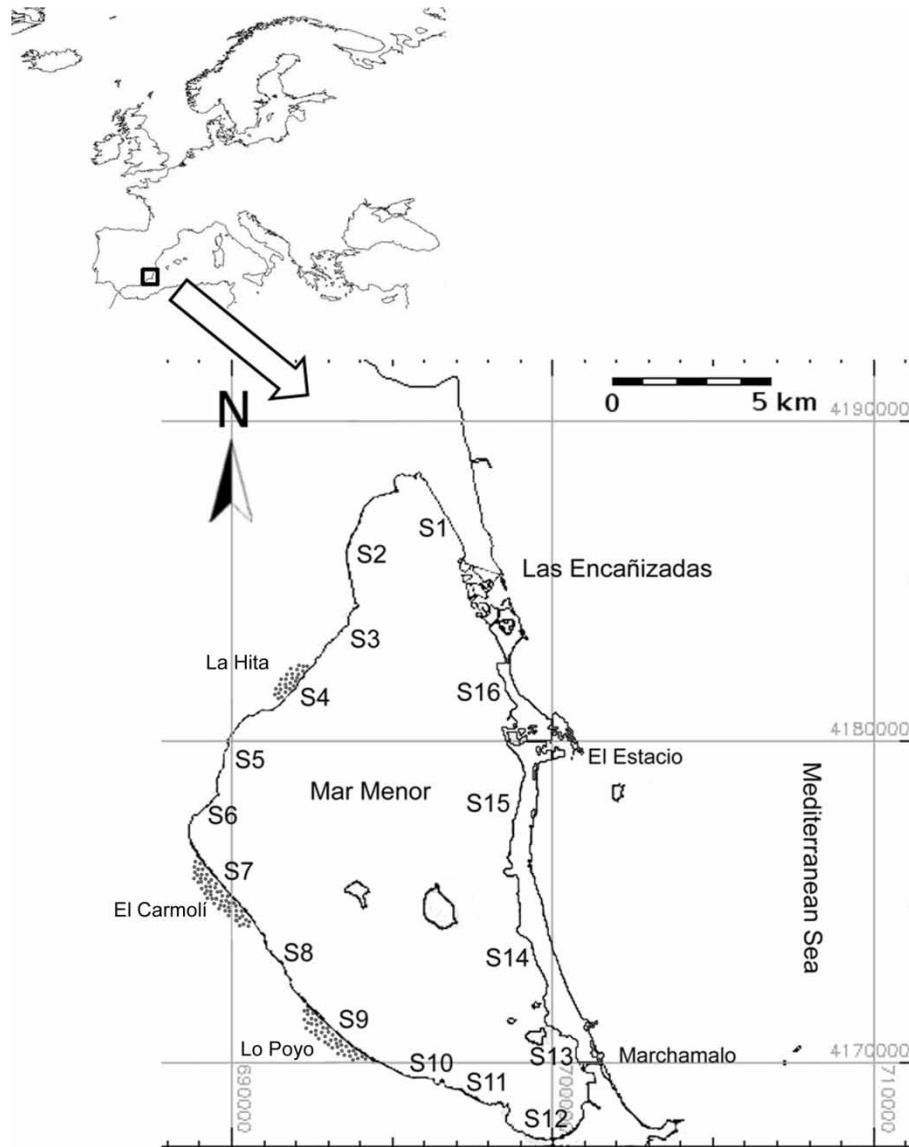 N
0 5 km
4190000
S1
S2
Las Encañizadas
S3
La Hita
S4
S16
4180000
S5
El Estacio
Mar Menor
S15
S6
Mediterranean Sea
S7
El Carmolí
S8
S14
S9
Lo Poyo
S10
S13
Marchamalo
4170000
S11
S12
690000
700000
710000